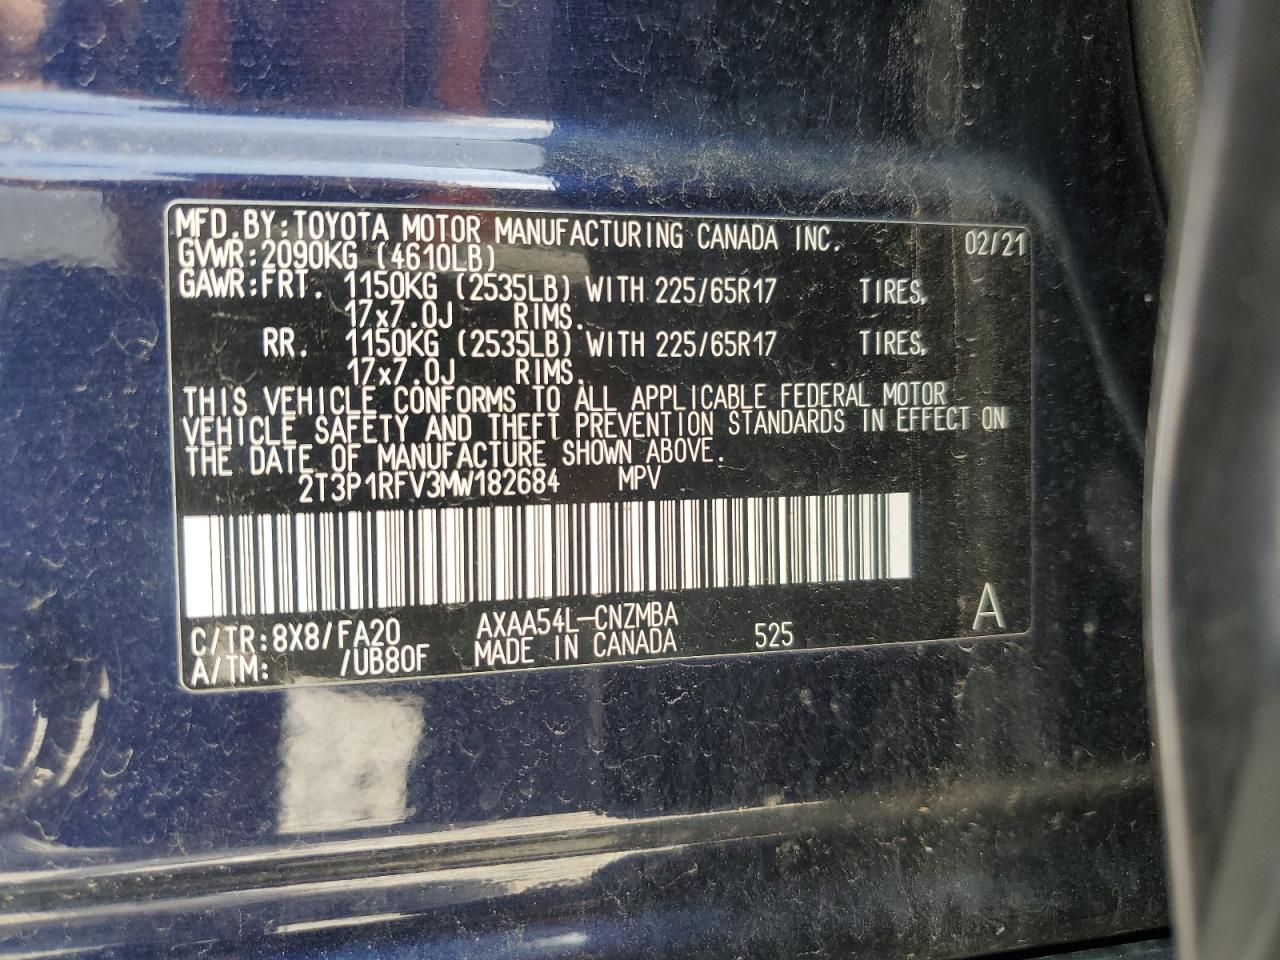 MFD.BY:TOYOTA MOTOR MANUFACTURING CANADA INC. 02/21
GVWR:2090KG (4610LB)
GAWR:FRT. 1150KG (2535LB) WITH 225/65R17 TIRES,
17x7.0J RIMS.
RR. 1150KG (2535LB) WITH 225/65R17 TIRES,
17x7.0J RIMS.
THIS VEHICLE CONFORMS TO ALL APPLICABLE FEDERAL MOTOR
VEHICLE SAFETY AND THEFT PREVENTION STANDARDS IN EFFECT ON
THE DATE OF MANUFACTURE SHOWN ABOVE.
2T3P1RFV3MW182684 MPV
C/TR:8X8/FA20 AXAA54L-CNZMBA A
A/TM: /UB80F MADE IN CANADA 525